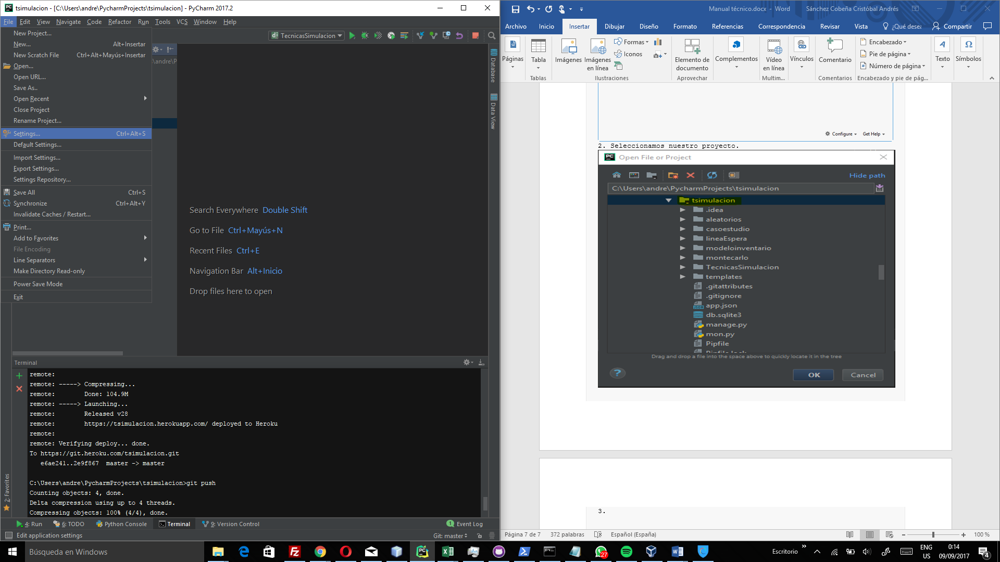 tsimulacion - [C:\Users\andre\PycharmProjects\tsimulacion] - PyCharm 2017.2
File Edit View Navigate Code Refactor Run Tools VCS Window Help
TecnicasSimulacion
New Project...
New... Alt+Insertar
New Scratch File Ctrl+Alt+Mayús+Insertar
Open...
Open URL...
Save As..
Open Recent
Close Project
Rename Project...
Settings... Ctrl+Alt+S
Default Settings...
Import Settings...
Export Settings...
Settings Repository...
Save All Ctrl+S
Synchronize Ctrl+Alt+Y
Invalidate Caches / Restart...
Print...
Add to Favorites
File Encoding
Line Separators
Make Directory Read-only
Power Save Mode
Exit
\andre\P
Database
Data View
Search Everywhere Double Shift
Go to File Ctrl+Mayús+N
Recent Files Ctrl+E
Navigation Bar Alt+Inicio
Drop files here to open
Terminal
remote:
remote: -----> Compressing...
remote: Done: 104.9M
remote: -----> Launching...
remote: Released v28
remote: https://tsimulacion.herokuapp.com/ deployed to Heroku
remote:
remote: Verifying deploy... done.
To https://git.heroku.com/tsimulacion.git
e6ae241..2e9f867 master -> master
C:\Users\andre\PycharmProjects\tsimulacion>git push
Counting objects: 4, done.
Delta compression using up to 4 threads.
Compressing objects: 100% (4/4), done.
2: Favorites
4: Run 6: TODO Python Console Terminal 9: Version Control 1 Event Log
Edit application settings Git: master
Manual técnico.docx - Word Sánchez Cobeña Cristóbal Andrés
Archivo Inicio Insertar Dibujar Diseño Formato Referencias Correspondencia Revisar Vista ¿Qué dese Compartir
Páginas
Tabla
Tablas
Imágenes
Imágenes en línea
Formas
Iconos
Ilustraciones
Elemento de documento
Aprovechar
Complementos
Vídeo en línea
Multim...
Vínculos
Comentario
Comentarios
Encabezado
Pie de página
Número de página
Encabezado y pie de pág...
Texto
Símbolos
Configure Get Help
2. Seleccionamos nuestro proyecto.
Open File or Project
Hide path
C:\Users\andre\PycharmProjects\tsimulacion
tsimulacion
.idea
aleatorios
casoestudio
lineaEspera
modeloinventario
montecarlo
TecnicasSimulacion
templates
.gitattributes
.gitignore
app.json
db.sqlite3
manage.py
mon.py
Pipfile
Pipfile.lock
Drag and drop a file into the space above to quickly locate it in the tree
OK Cancel
3.
Página 7 de 7 372 palabras Español (España) 100 %
Búsqueda en Windows
27
Escritorio
ENG
US
0:14
09/09/2017
4